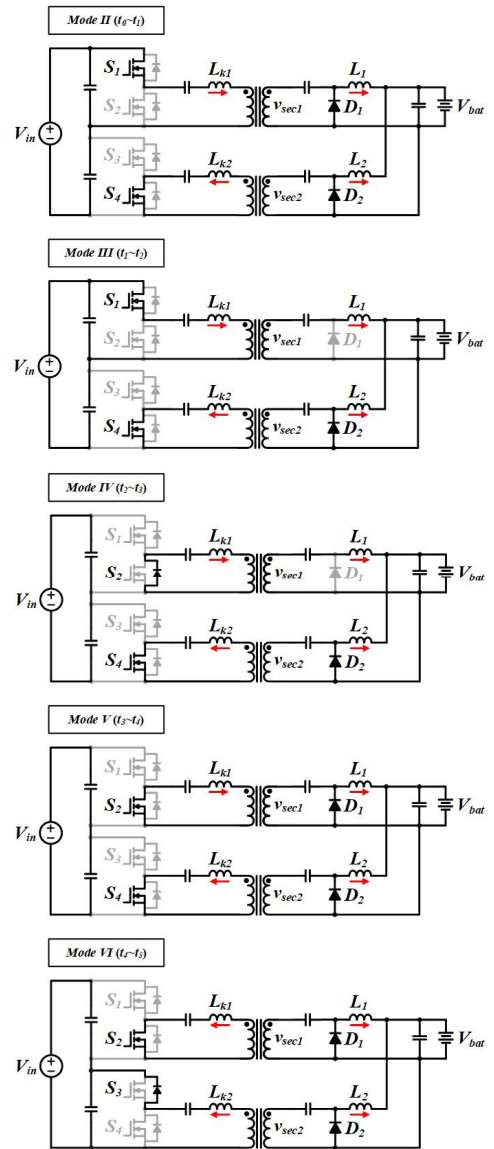 Mode II (t0~t1)
S1
Lk1
L1
S2
vsec1
D1
Vbat
Vin
S3
Lk2
L2
S4
vsec2
D2
Mode III (t1~t2)
S1
Lk1
L1
S2
vsec1
D1
Vbat
Vin
S3
Lk2
L2
S4
vsec2
D2
Mode IV (t2~t3)
S1
Lk1
L1
S2
vsec1
D1
Vbat
Vin
S3
Lk2
L2
S4
vsec2
D2
Mode V (t3~t4)
S1
Lk1
L1
S2
vsec1
D1
Vbat
Vin
S3
Lk2
L2
S4
vsec2
D2
Mode VI (t4~t5)
S1
Lk1
L1
S2
vsec1
D1
Vbat
Vin
S3
Lk2
L2
S4
vsec2
D2